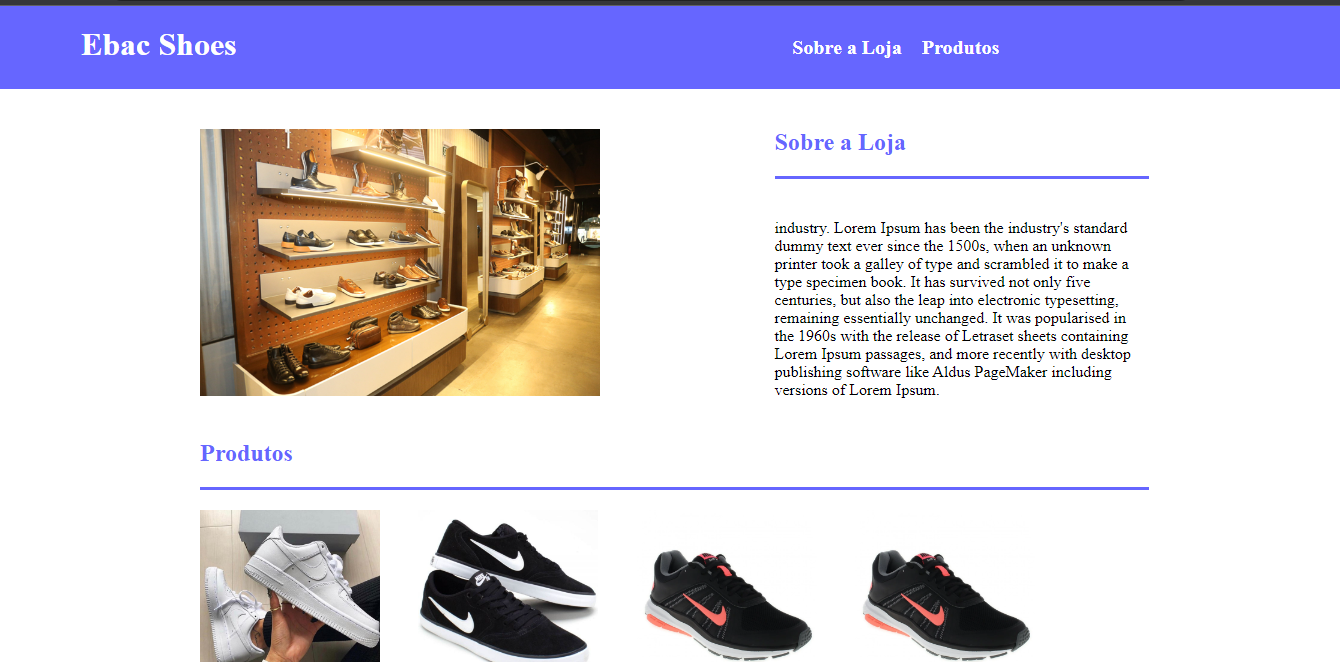 Ebac Shoes
Sobre a Loja Produtos
Sobre a Loja
industry. Lorem Ipsum has been the industry's standard
dummy text ever since the 1500s, when an unknown
printer took a galley of type and scrambled it to make a
type specimen book. It has survived not only five
centuries, but also the leap into electronic typesetting,
remaining essentially unchanged. It was popularised in
the 1960s with the release of Letraset sheets containing
Lorem Ipsum passages, and more recently with desktop
publishing software like Aldus PageMaker including
versions of Lorem Ipsum.
Produtos